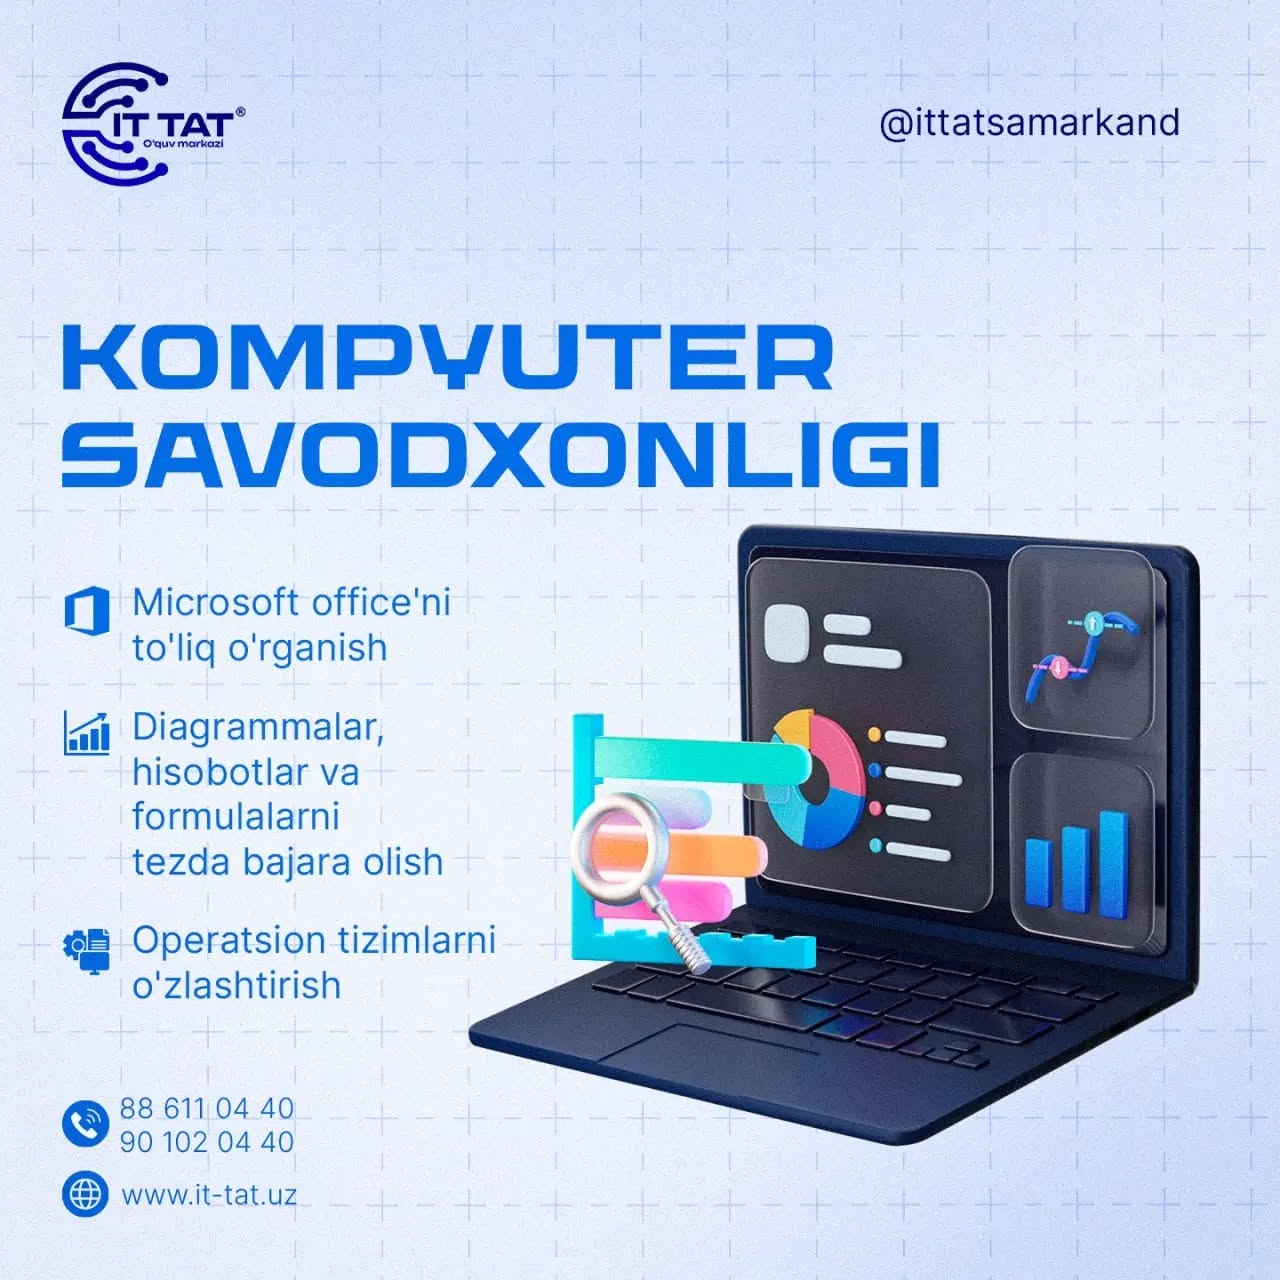 IT TAT®
O'quv markazi
@ittatsamarkand
KOMPYUTER
SAVODXONLIGI
Microsoft office'ni
to'liq o'rganish
Diagrammalar,
hisobotlar va
formulalarni
tezda bajara olish
Operatsion tizimlarni
o'zlashtirish
88 611 04 40
90 102 04 40
www.it-tat.uz